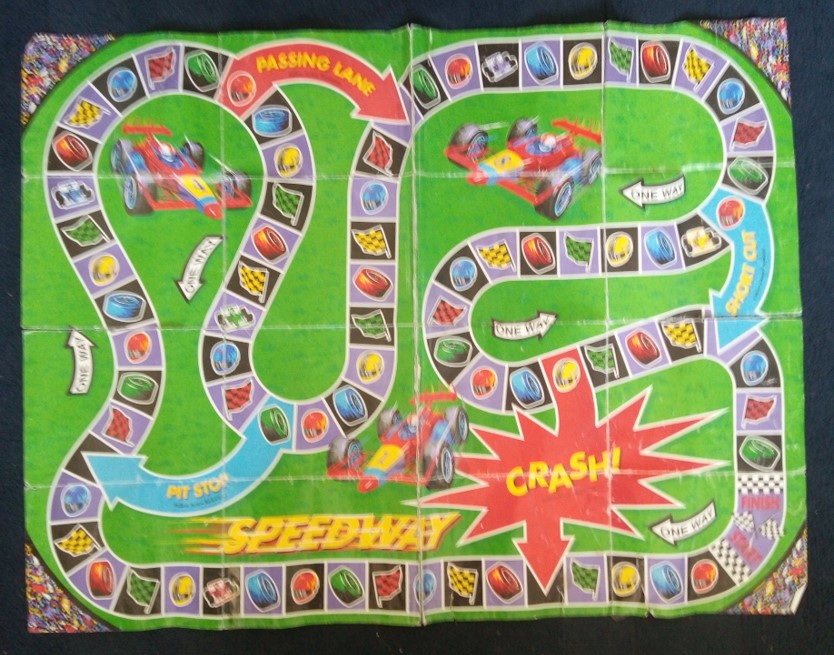 PASSING LANE
ONE WAY
ONE WAY
SHORT CUT
ONE WAY
ONE WAY
CRASH!
PIT STOP
FINISH
START
ONE WAY
SPEEDWAY